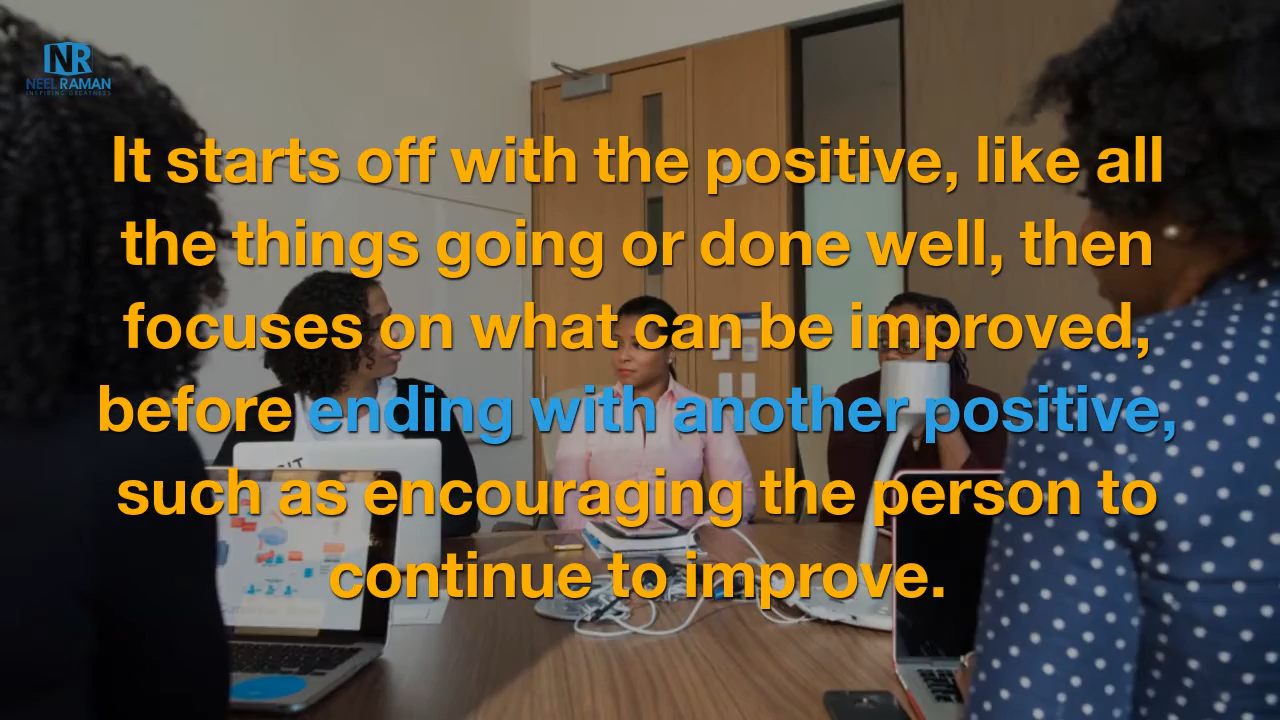 NR
NEEL RAMAN
INSPIRING GREATNESS
It starts off with the positive, like all
the things going or done well, then
focuses on what can be improved,
before ending with another positive,
such as encouraging the person to
continue to improve.